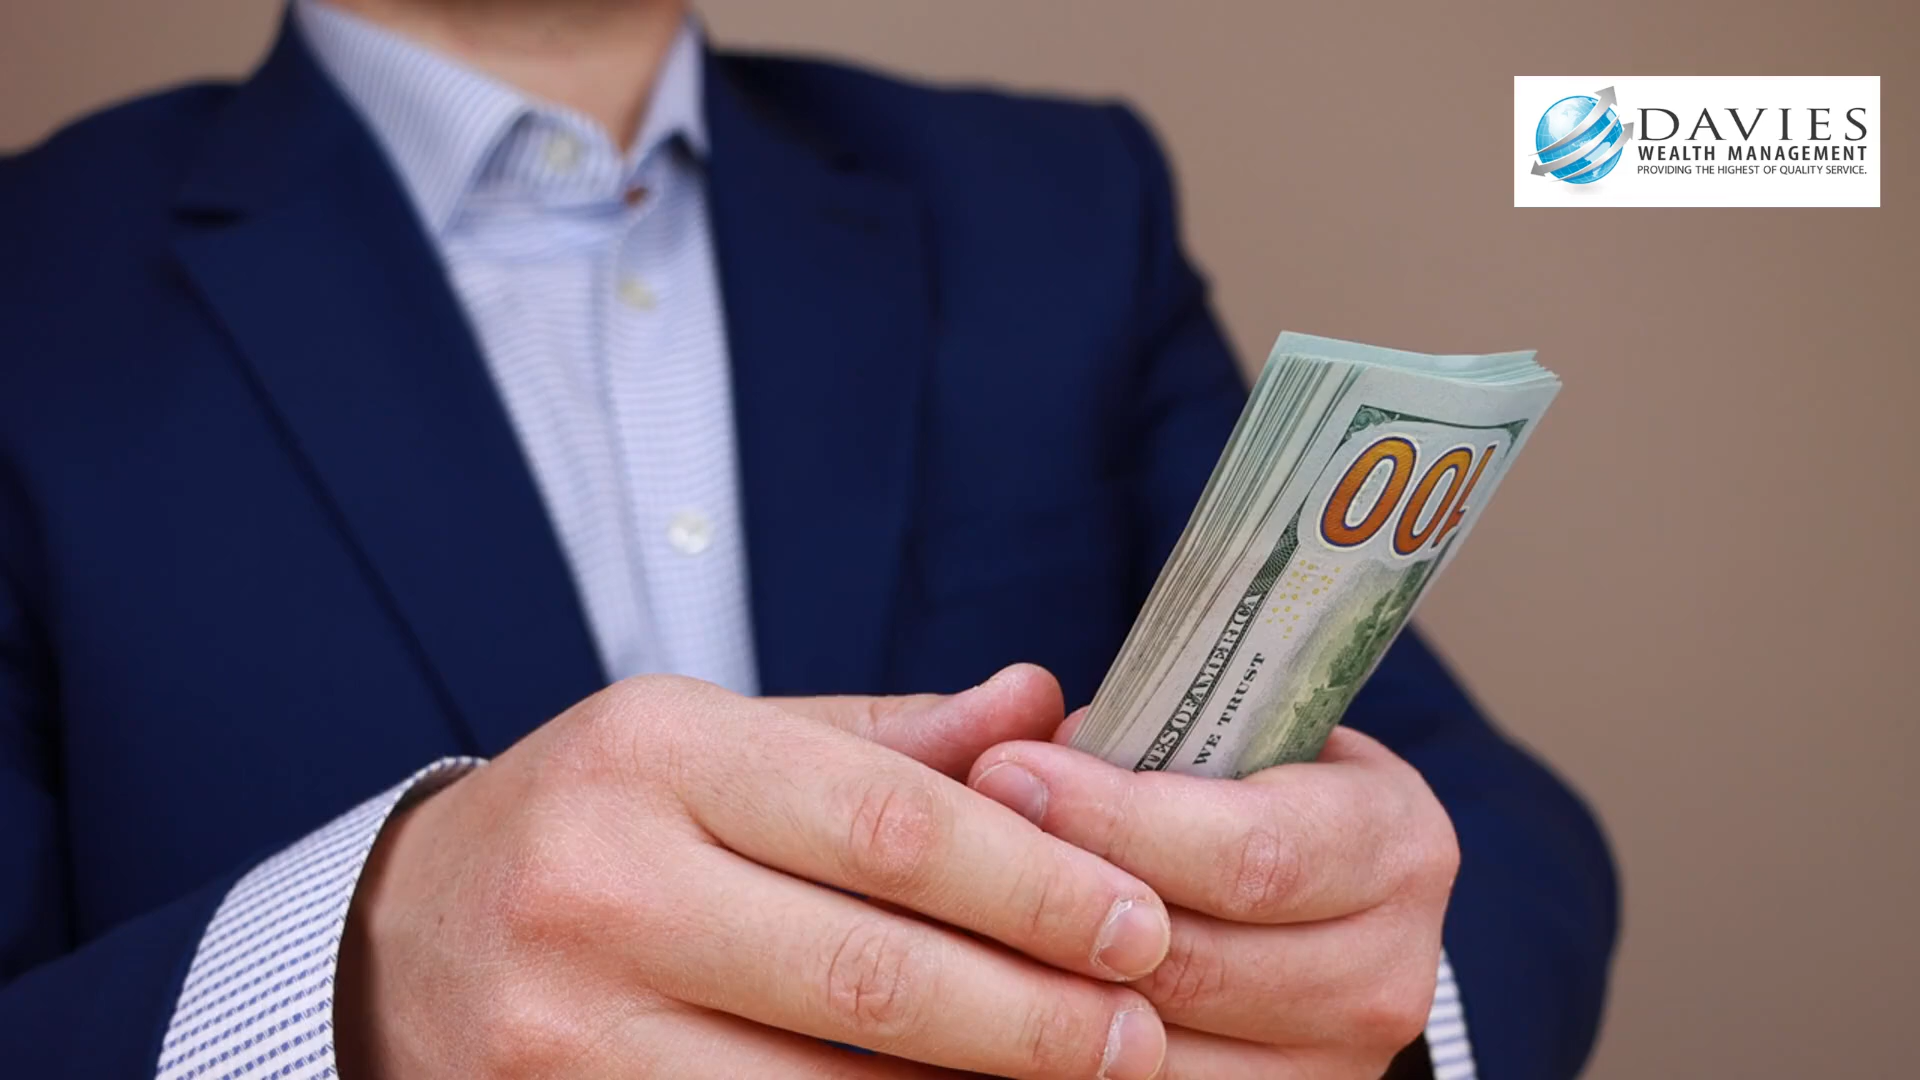 DAVIES
WEALTH MANAGEMENT
PROVIDING THE HIGHEST OF QUALITY SERVICE.
100
TES OF AMERICA
WE TRUST